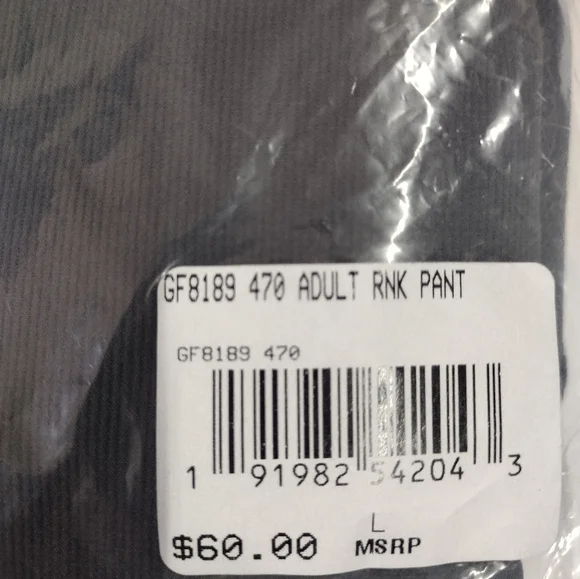 GF8189 470 ADULT RNK PANT
GF8189 470
1 91982 54204 3
L
$60.00 MSRP